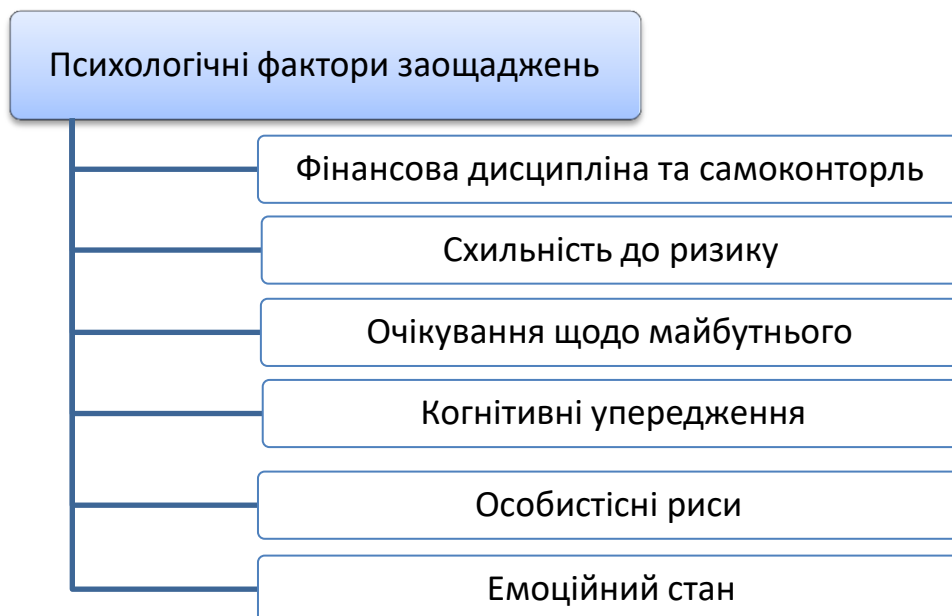 Психологічні фактори заощаджень
Фінансова дисципліна та самоконторль
Схильність до ризику
Очікування щодо майбутнього
Когнітивні упередження
Особистісні риси
Емоційний стан